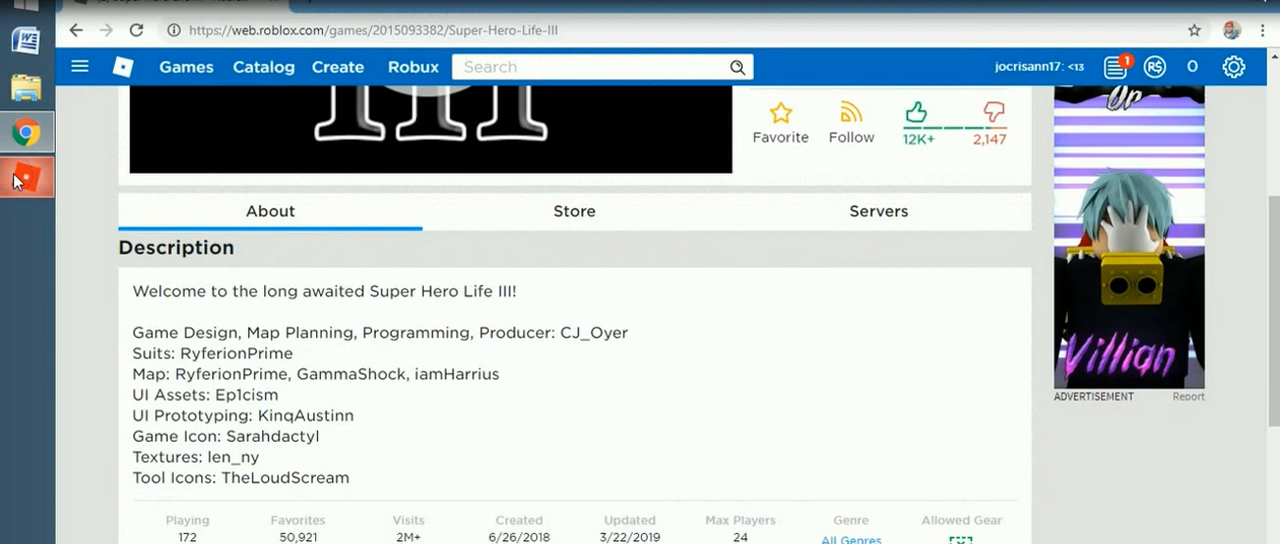 https://web.roblox.com/games/2015093382/Super-Hero-Life-III
Games Catalog Create Robux Search jocrisann17: <13 1 R$ 0
III
Favorite Follow 12K+ 2,147
Or
About Store Servers
Description
Welcome to the long awaited Super Hero Life III!
Game Design, Map Planning, Programming, Producer: CJ_Oyer
Suits: RyferionPrime
Map: RyferionPrime, GammaShock, iamHarrius
UI Assets: Ep1cism
UI Prototyping: KinqAustinn
Game Icon: Sarahdactyl
Textures: len_ny
Tool Icons: TheLoudScream
Villian
ADVERTISEMENT Report
Playing Favorites Visits Created Updated Max Players Genre Allowed Gear
172 50,921 2M+ 6/26/2018 3/22/2019 24 All Genres